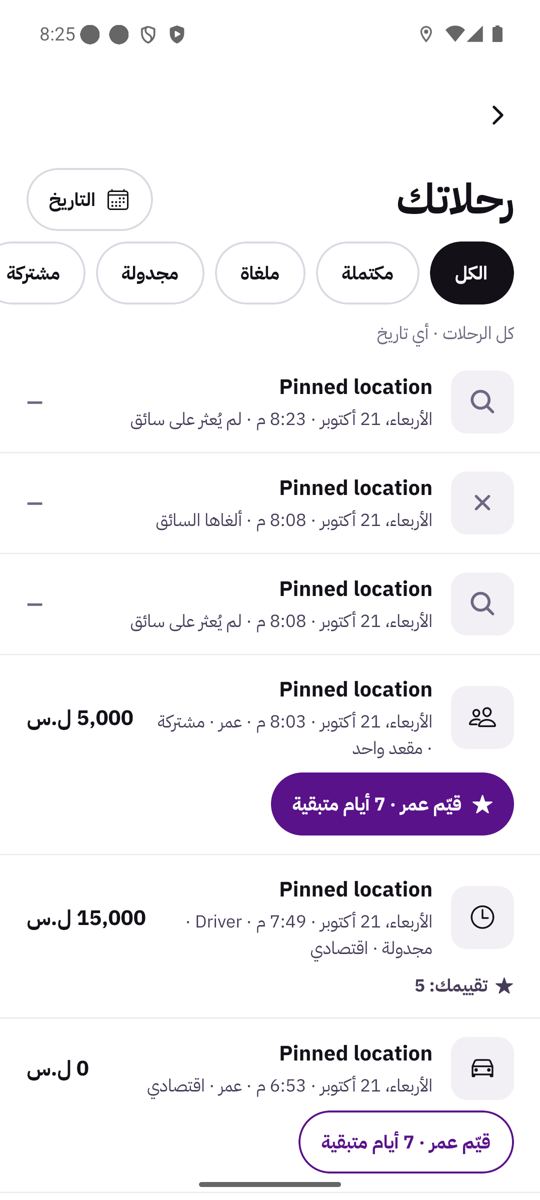 8:25
رحلاتك
التاريخ
الكل
مكتملة
ملغاة
مجدولة
مشتركة
كل الرحلات · أي تاريخ
Pinned location
الأربعاء، 21 أكتوبر · 8:23 م · لم يُعثر على سائق
–
Pinned location
الأربعاء، 21 أكتوبر · 8:08 م · ألغاها السائق
–
Pinned location
الأربعاء، 21 أكتوبر · 8:08 م · لم يُعثر على سائق
–
Pinned location
الأربعاء، 21 أكتوبر · 8:03 م · عمر · مشتركة
· مقعد واحد
5,000 ل.س
قيّم عمر · 7 أيام متبقية
Pinned location
الأربعاء، 21 أكتوبر · 7:49 م · Driver ·
مجدولة · اقتصادي
15,000 ل.س
تقييمك: 5
Pinned location
الأربعاء، 21 أكتوبر · 6:53 م · عمر · اقتصادي
0 ل.س
قيّم عمر · 7 أيام متبقية